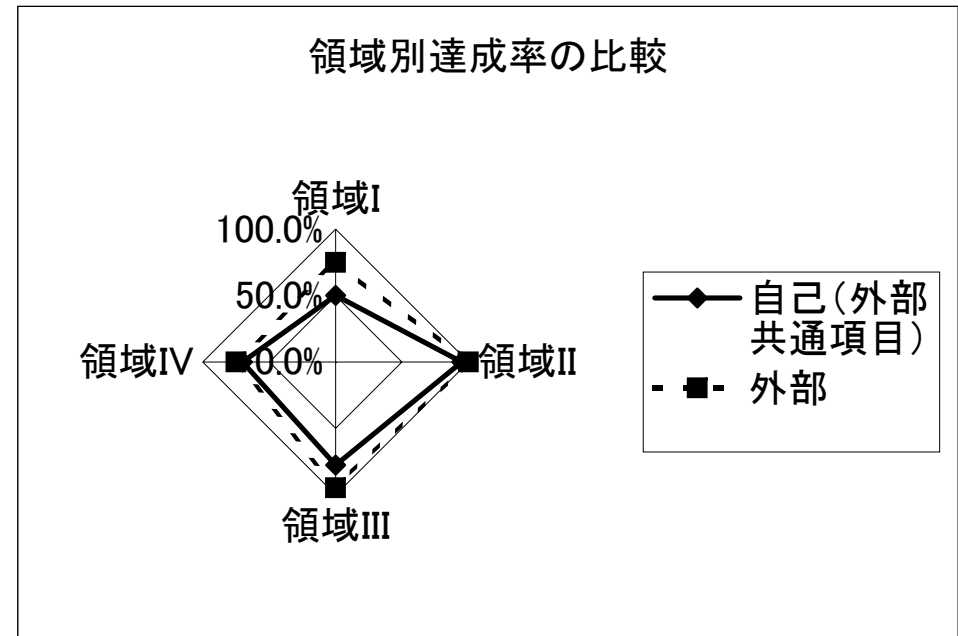 領域別達成率の比較
領域I
100.0%
50.0%
0.0%
領域IV
領域II
領域III
自己(外部
共通項目)
外部